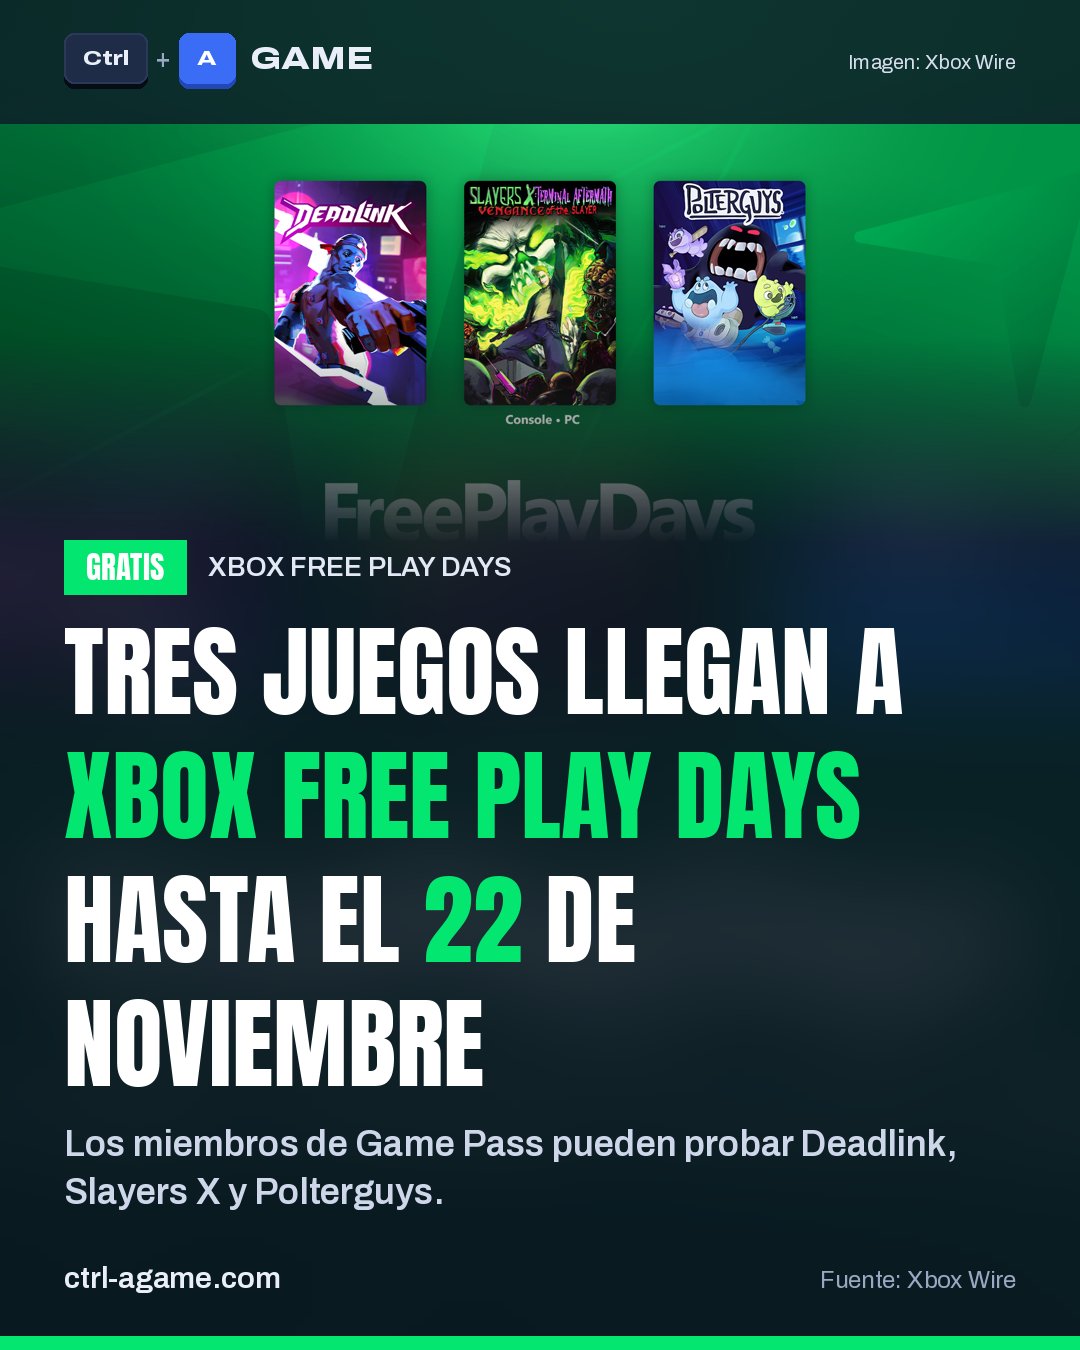 Ctrl + A GAME
Imagen: Xbox Wire
DEADLINK
SLAYERS X TERMINAL AFTERMATH
VENGANCE of the SLAYER
POLTERGUYS
Console • PC
FreePlayDays
GRATIS XBOX FREE PLAY DAYS
TRES JUEGOS LLEGAN A
XBOX FREE PLAY DAYS
HASTA EL 22 DE
NOVIEMBRE
Los miembros de Game Pass pueden probar Deadlink,
Slayers X y Polterguys.
ctrl-agame.com
Fuente: Xbox Wire